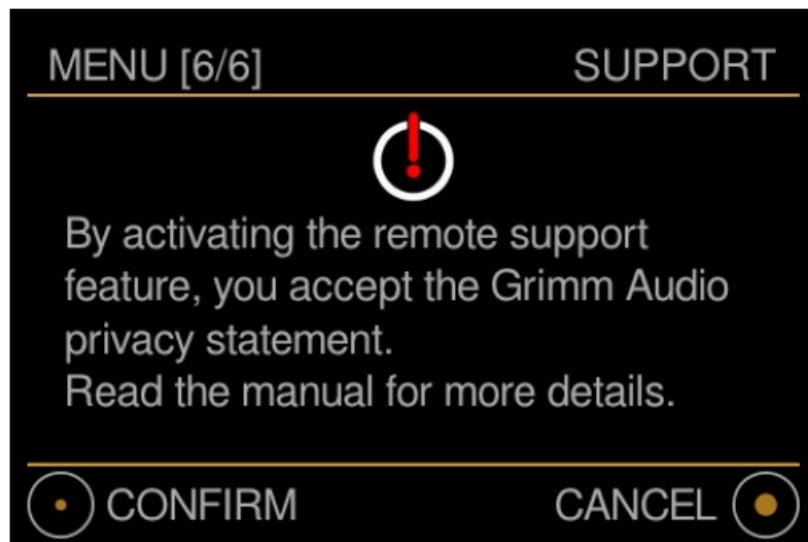 MENU [6/6] SUPPORT
By activating the remote support
feature, you accept the Grimm Audio
privacy statement.
Read the manual for more details.
CONFIRM CANCEL